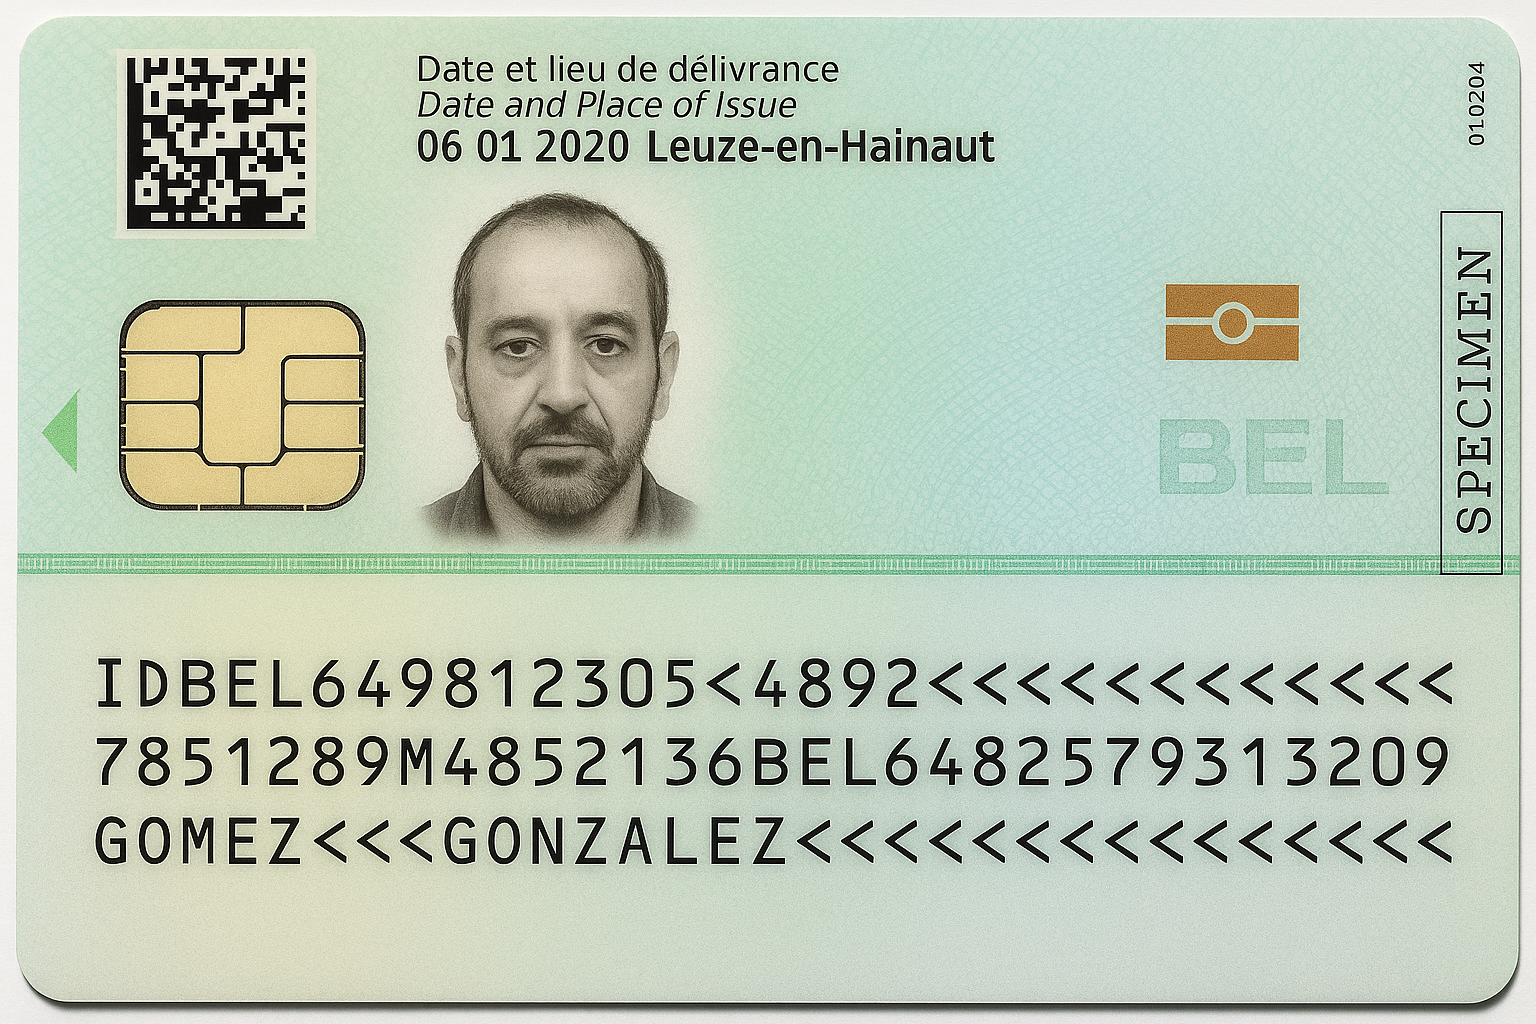 Date et lieu de délivrance
Date and Place of Issue
06 01 2020 Leuze-en-Hainaut
010204
SPECIMEN
BEL
IDBEL649812305<4892<<<<<<<<<<<<
7851289M4852136BEL6482579313209
GOMEZ<<<GONZALEZ<<<<<<<<<<<<<<<